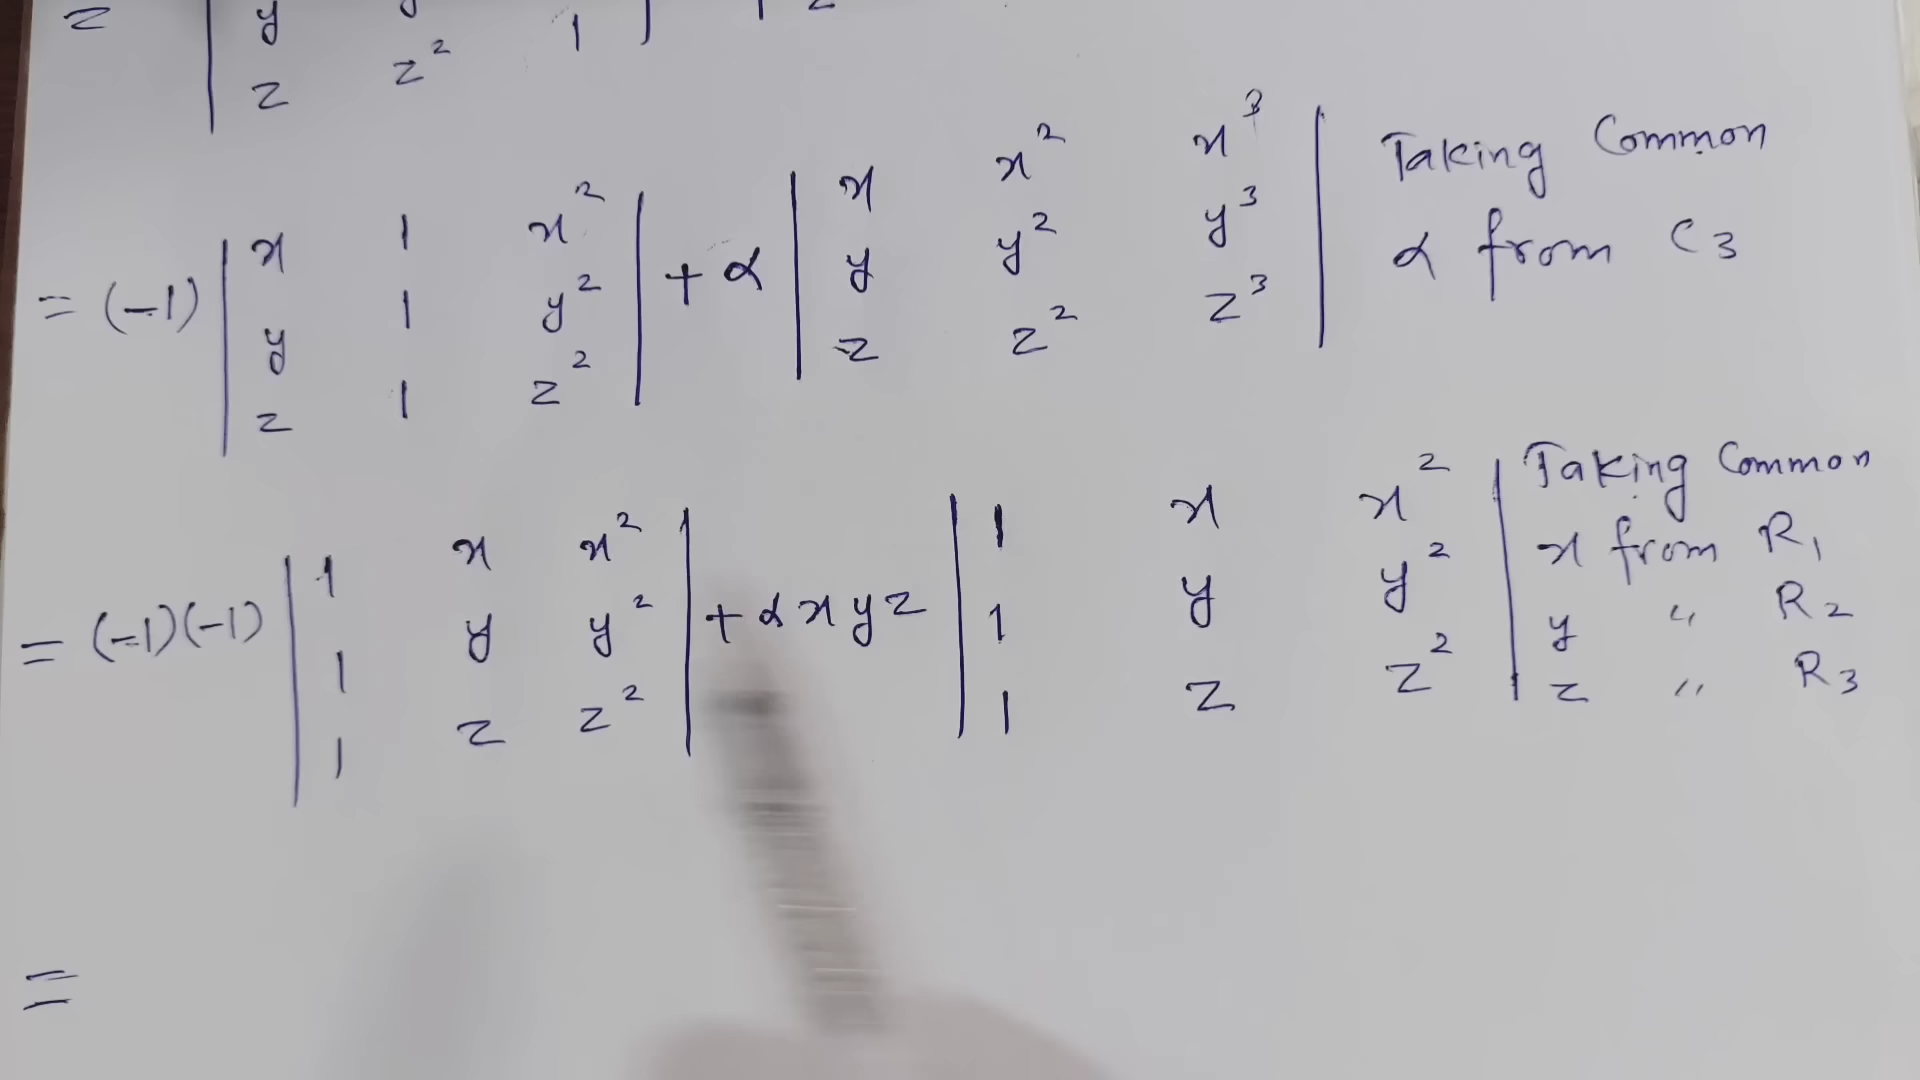 = | y 1 |
z z² 
x 1 x² x x² x³ Taking Common
= (-1) | y 1 y² | + α | y y² y³ | α from C3
z 1 z² z z² z³
1 x x² 1 x x² Taking Common
x from R1
= (-1)(-1) | 1 y y² | + α x y z | 1 y y² | y " R2
1 z z² 1 z z² z " R3
=